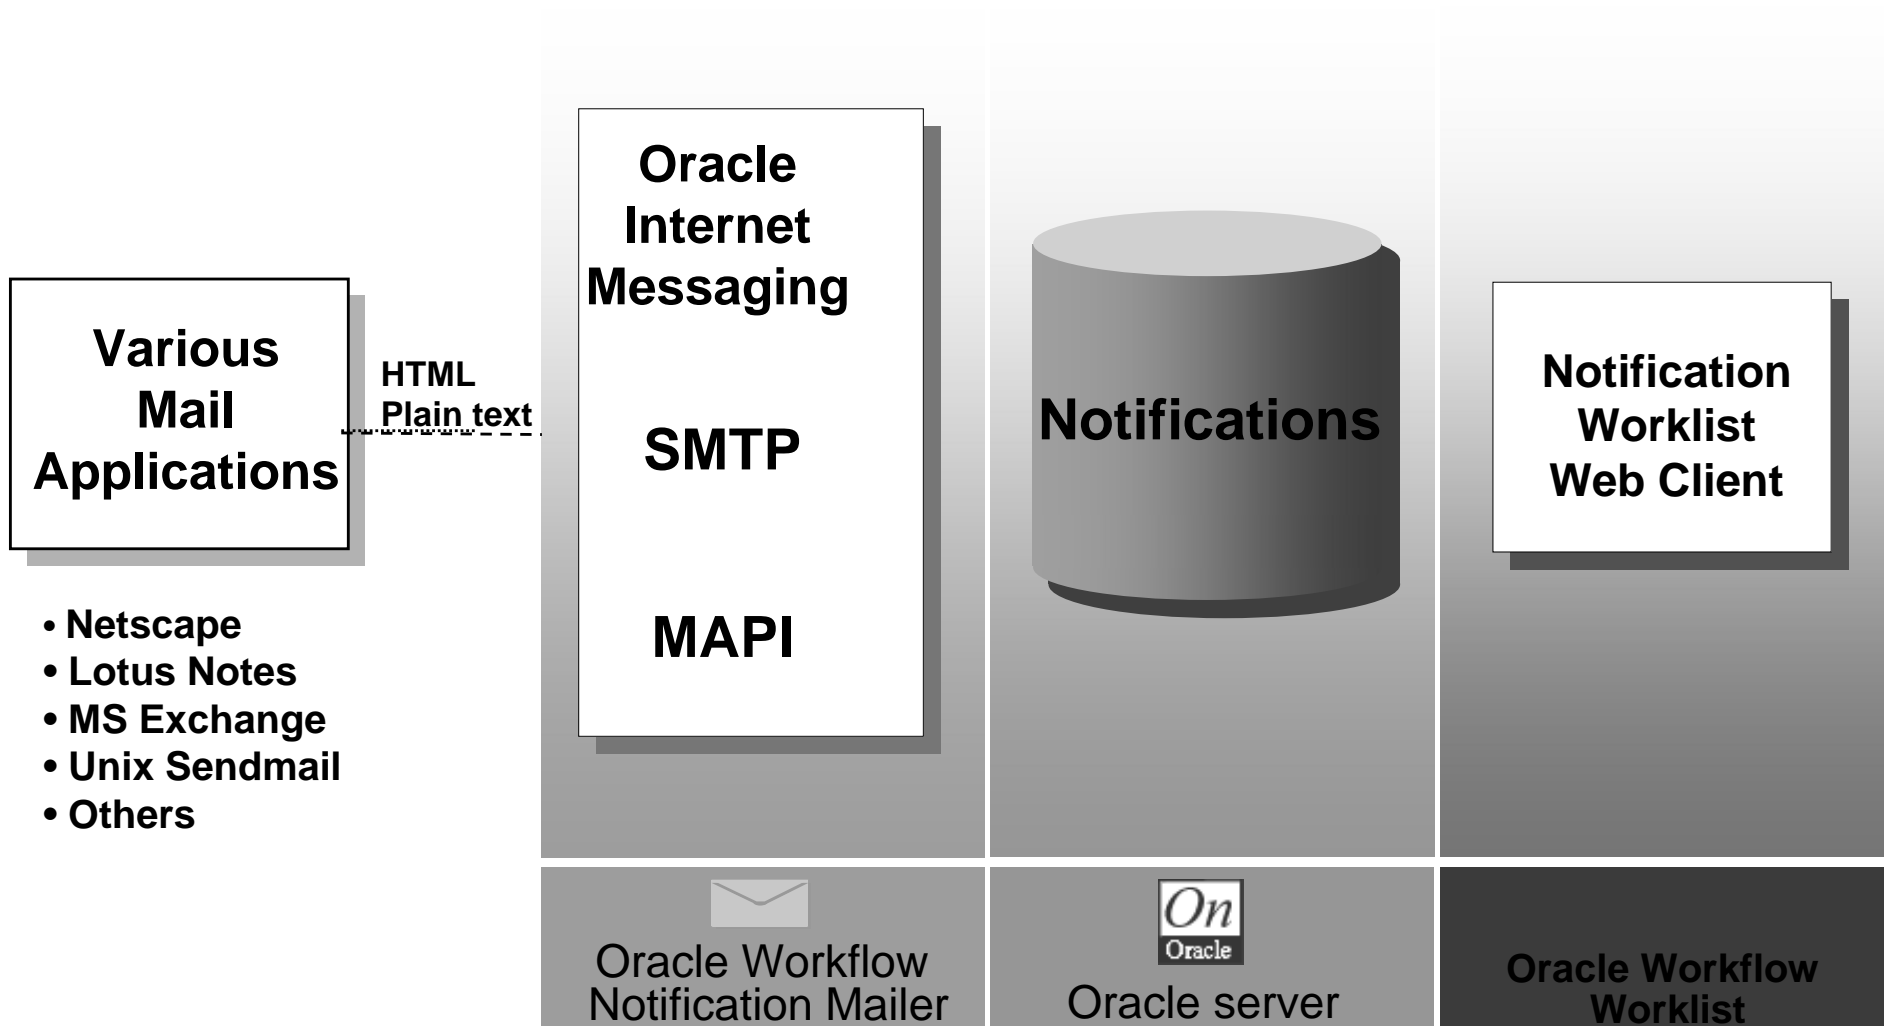 Various
Mail
Applications
• Netscape
• Lotus Notes
• MS Exchange
• Unix Sendmail
• Others
HTML
Plain text
Oracle
Internet
Messaging
SMTP
MAPI
Oracle Workflow
Notification Mailer
Notifications
On
Oracle
Oracle server
Notification
Worklist
Web Client
Oracle Workflow
Worklist